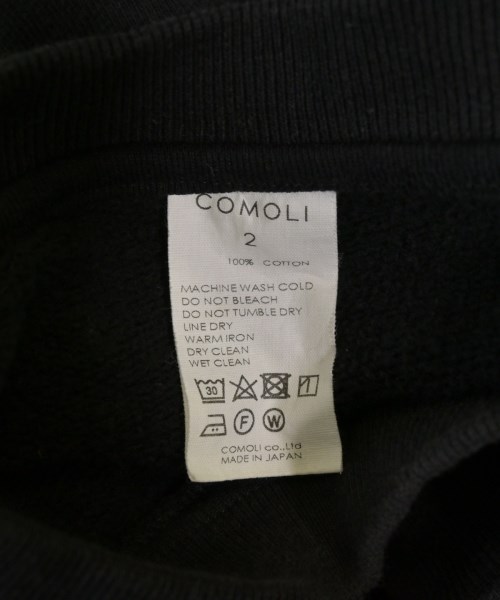 COMOLI
2
100% COTTON
MACHINE WASH COLD
DO NOT BLEACH
DO NOT TUMBLE DRY
LINE DRY
WARM IRON
DRY CLEAN
WET CLEAN
30
F W
COMOLI co.,Ltd
MADE IN JAPAN